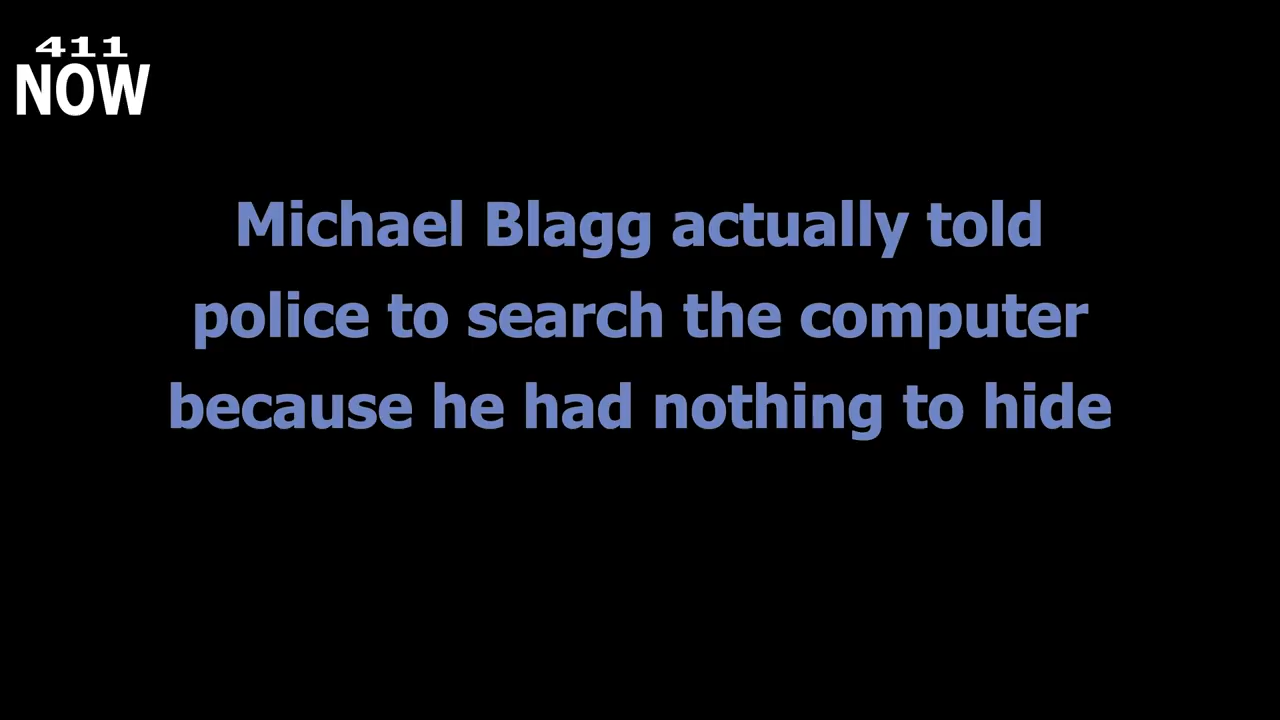 411
NOW
Michael Blagg actually told
police to search the computer
because he had nothing to hide